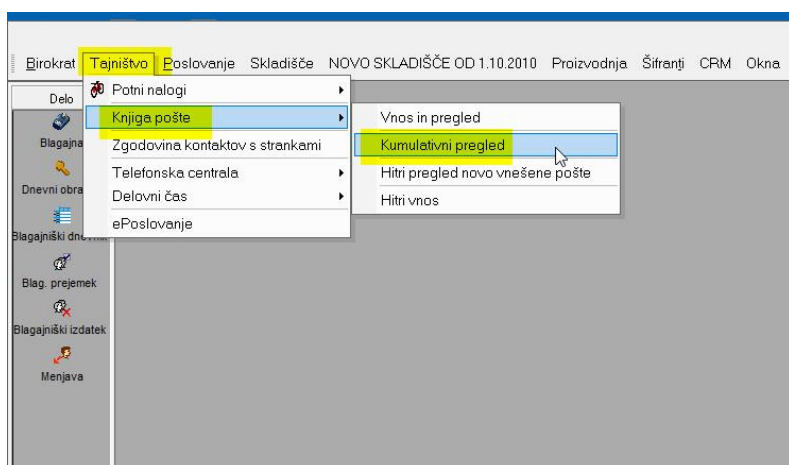 Birokrat Tajništvo Poslovanje Skladišče NOVO SKLADIŠČE OD 1.10.2010 Proizvodnja Šifranti CRM Okna
Delo
Blagajna
Dnevni obra
Blagajniški dnevnik
Blag. prejemek
Blagajniški izdatek
Menjava
Potni nalogi
Knjiga pošte
Zgodovina kontaktov s strankami
Telefonska centrala
Delovni čas
ePoslovanje
Vnos in pregled
Kumulativni pregled
Hitri pregled novo vnešene pošte
Hitri vnos